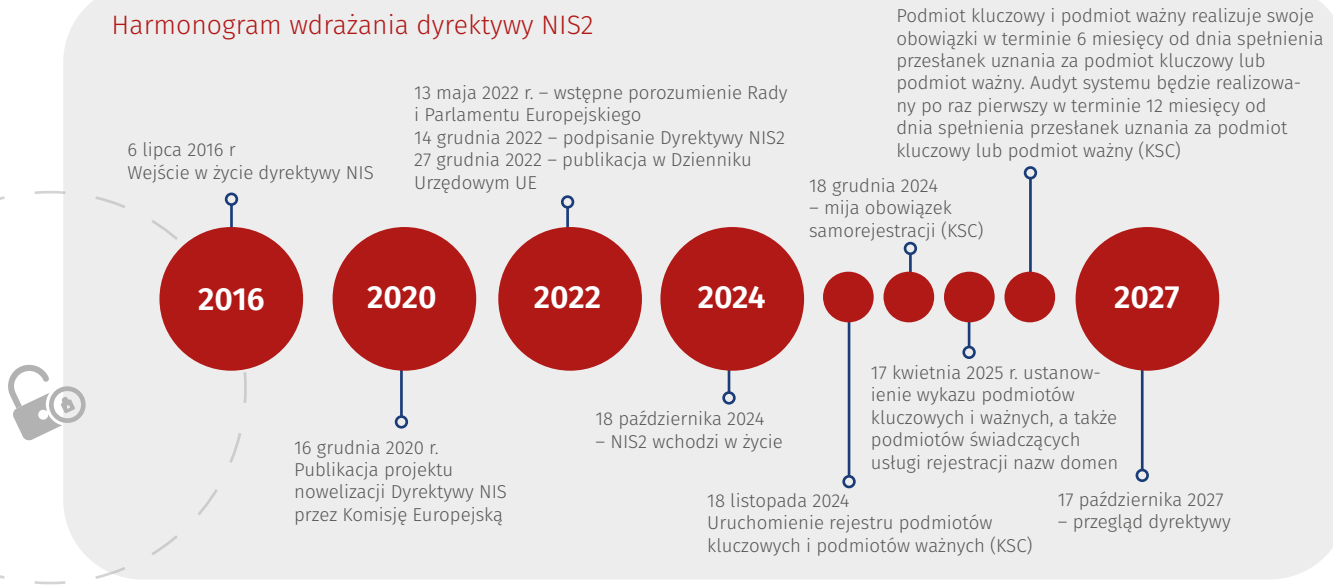 Harmonogram wdrażania dyrektywy NIS2
6 lipca 2016 r
Wejście w życie dyrektywy NIS
13 maja 2022 r. – wstępne porozumienie Rady
i Parlamentu Europejskiego
14 grudnia 2022 – podpisanie Dyrektywy NIS2
27 grudnia 2022 – publikacja w Dzienniku
Urzędowym UE
18 grudnia 2024
– mija obowiązek
samorejestracji (KSC)
Podmiot kluczowy i podmiot ważny realizuje swoje
obowiązki w terminie 6 miesięcy od dnia spełnienia
przesłanek uznania za podmiot kluczowy lub
podmiot ważny. Audyt systemu będzie realizowa-
ny po raz pierwszy w terminie 12 miesięcy od
dnia spełnienia przesłanek uznania za podmiot
kluczowy lub podmiot ważny (KSC)
2016
2020
2022
2024
2027
16 grudnia 2020 r.
Publikacja projektu
nowelizacji Dyrektywy NIS
przez Komisję Europejską
18 października 2024
– NIS2 wchodzi w życie
18 listopada 2024
Uruchomienie rejestru podmiotów
kluczowych i podmiotów ważnych (KSC)
17 kwietnia 2025 r. ustanow-
ienie wykazu podmiotów
kluczowych i ważnych, a także
podmiotów świadczących
usługi rejestracji nazw domen
17 października 2027
– przegląd dyrektywy